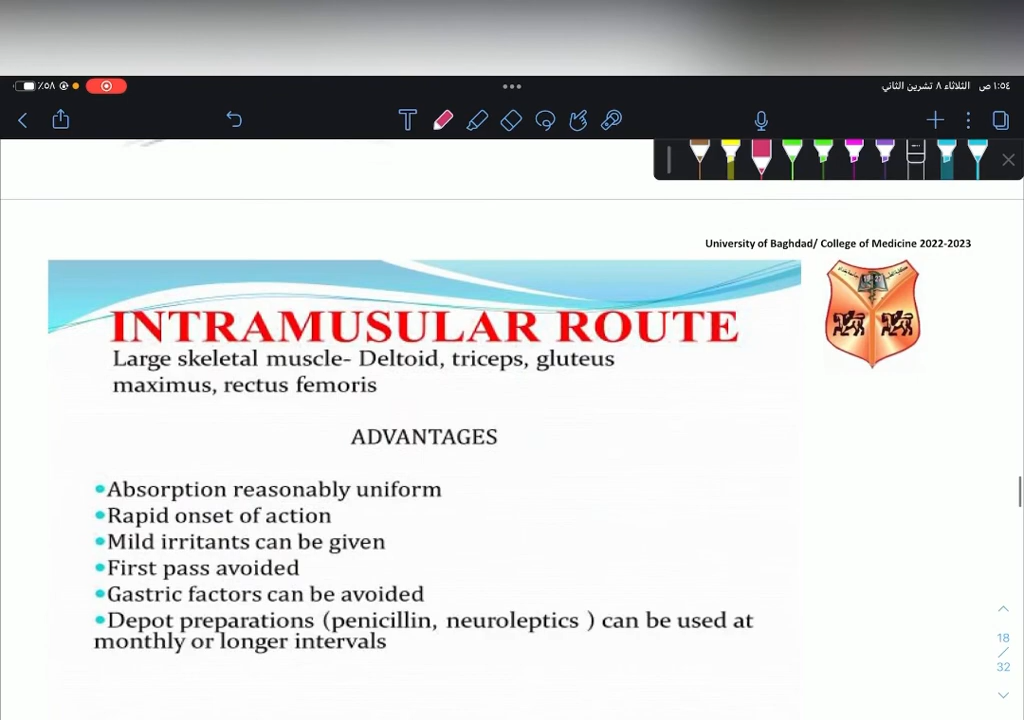 ٪٥٨
١:٥٤ ص الثلاثاء ٨ تشرين الثاني
University of Baghdad/ College of Medicine 2022-2023
INTRAMUSULAR ROUTE
Large skeletal muscle- Deltoid, triceps, gluteus
maximus, rectus femoris
ADVANTAGES
•Absorption reasonably uniform
•Rapid onset of action
•Mild irritants can be given
•First pass avoided
•Gastric factors can be avoided
•Depot preparations (penicillin, neuroleptics ) can be used at
monthly or longer intervals
18
/
32